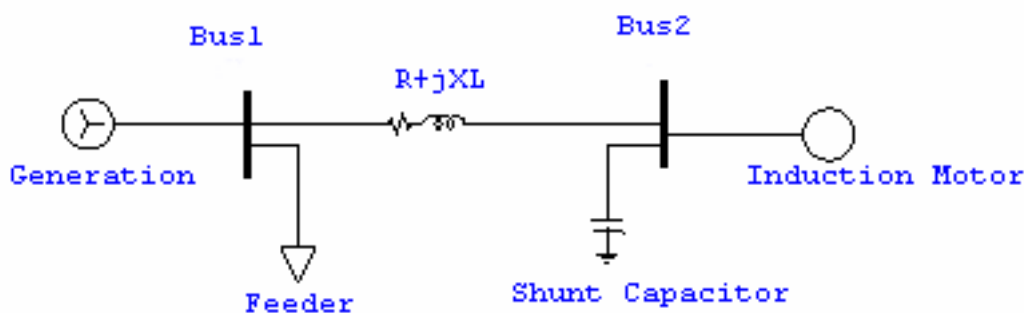 Bus1
Bus2
R+jXL
Generation
Induction Motor
Feeder
Shunt Capacitor